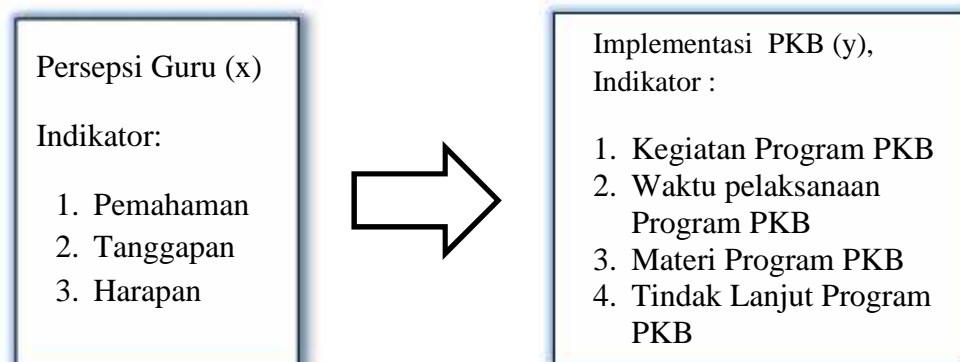 Persepsi Guru (x)
Indikator:
1. Pemahaman
2. Tanggapan
3. Harapan
Implementasi PKB (y),
Indikator :
1. Kegiatan Program PKB
2. Waktu pelaksanaan
Program PKB
3. Materi Program PKB
4. Tindak Lanjut Program
PKB